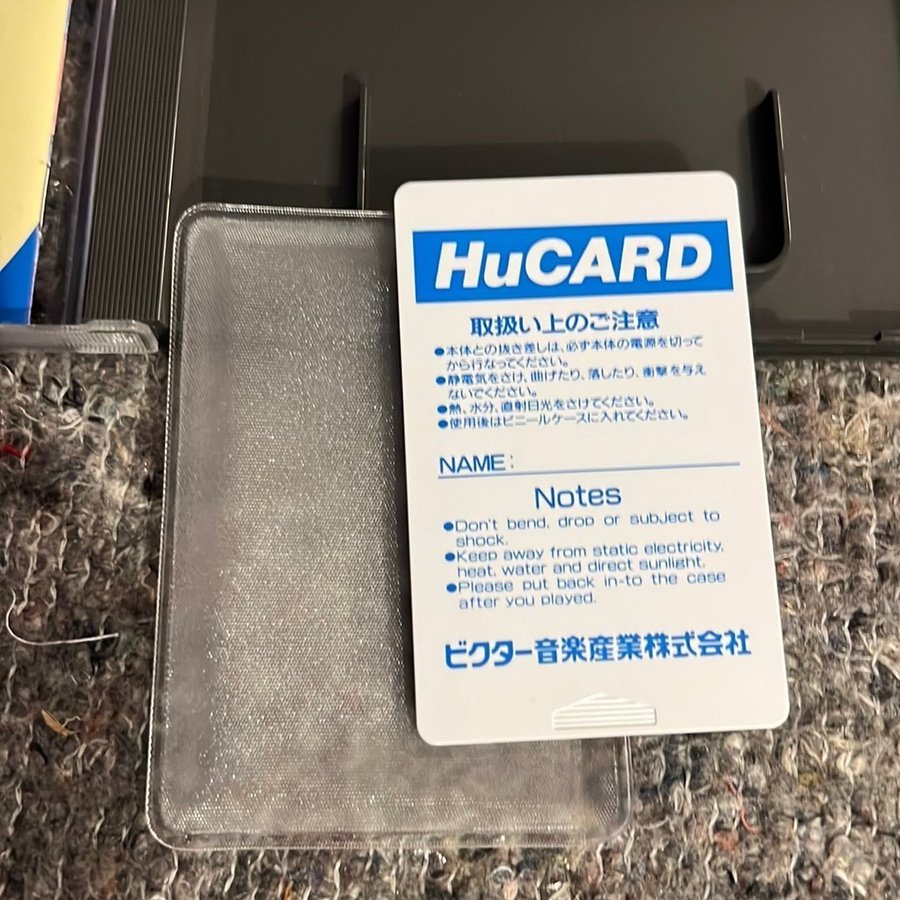 HuCARD
取扱い上のご注意
●本体との抜き差しは、必ず本体の電源を切って
から行なってください。
●静電気をさけ、曲げたり、落したり、衝撃を与え
ないでください。
●熱、水分、直射日光をさけてください。
●使用後はビニールケースに入れてください。
NAME:
Notes
●Don't bend, drop or subject to
shock.
●Keep away from static electricity,
heat, water and direct sunlight.
●Please put back in-to the case
after you played.
ビクター音楽産業株式会社